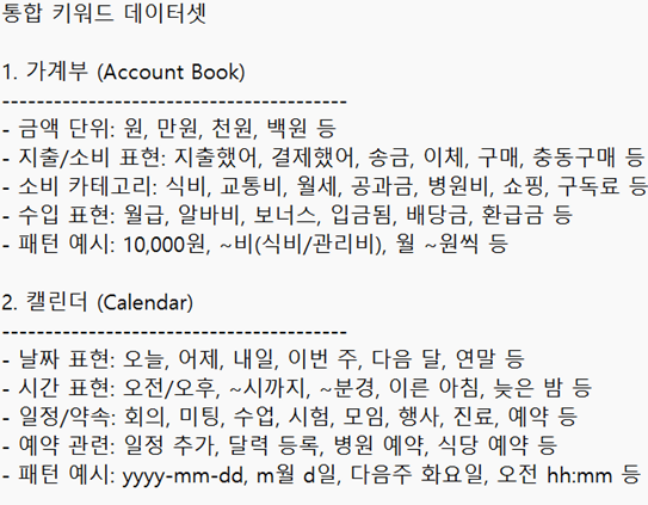 통합 키워드 데이터셋
1. 가계부 (Account Book)
----------------------------------------
- 금액 단위: 원, 만원, 천원, 백원 등
- 지출/소비 표현: 지출했어, 결제했어, 송금, 이체, 구매, 충동구매 등
- 소비 카테고리: 식비, 교통비, 월세, 공과금, 병원비, 쇼핑, 구독료 등
- 수입 표현: 월급, 알바비, 보너스, 입금됨, 배당금, 환급금 등
- 패턴 예시: 10,000원, ~비(식비/관리비), 월 ~원씩 등
2. 캘린더 (Calendar)
----------------------------------------
- 날짜 표현: 오늘, 어제, 내일, 이번 주, 다음 달, 연말 등
- 시간 표현: 오전/오후, ~시까지, ~분경, 이른 아침, 늦은 밤 등
- 일정/약속: 회의, 미팅, 수업, 시험, 모임, 행사, 진료, 예약 등
- 예약 관련: 일정 추가, 달력 등록, 병원 예약, 식당 예약 등
- 패턴 예시: yyyy-mm-dd, m월 d일, 다음주 화요일, 오전 hh:mm 등